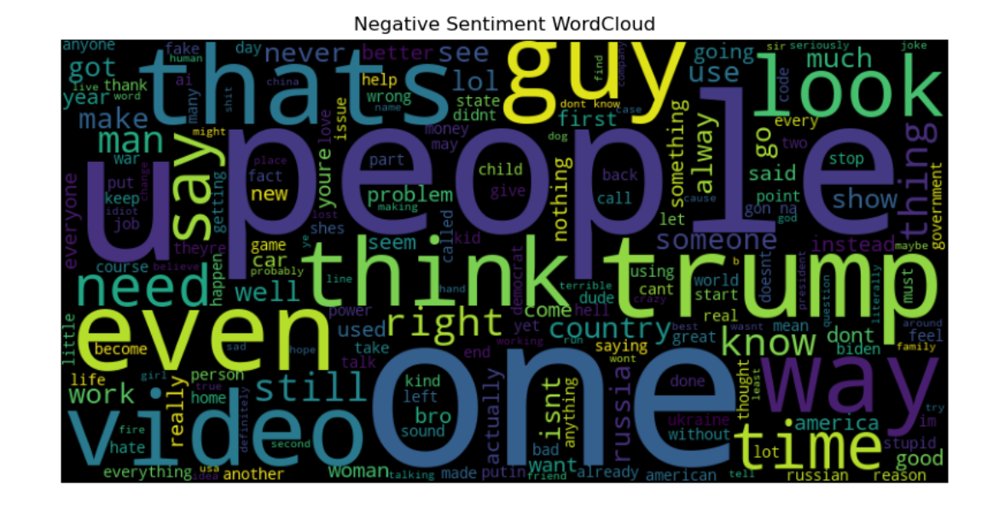 Negative Sentiment WordCloud
anyone fake day never better see guy going sir seriously joke
got human thats find company use look much
live thank ai help lol code
year word many shit china wrong state dont know case every
make name didnt first
man might say love issue money dog something alway go two thing
war u people may
place youre part child back said stop
everyone put change fact new problem give nothing call cause point gon na show government
keep getting making let god
idiot lost shes
job theyre ye seem called kid someone instead maybe
course believe game car think trump b
need happen probably well line hand democrat terrible using world doesnt president question literally must
dude cant start
crazy real
little even power right come hell country best wasnt mean around
become used yet working run great know dont feel
sad hope take end saying biden family
life girl talk one wont way
work person still kind actually isnt anything russia done thought least
true left
really home definitely bro ukraine america try
video sound without time im
fire second bad lot stupid
hate want good
everything usa idea another woman talking made putin friend already american tell russian reason